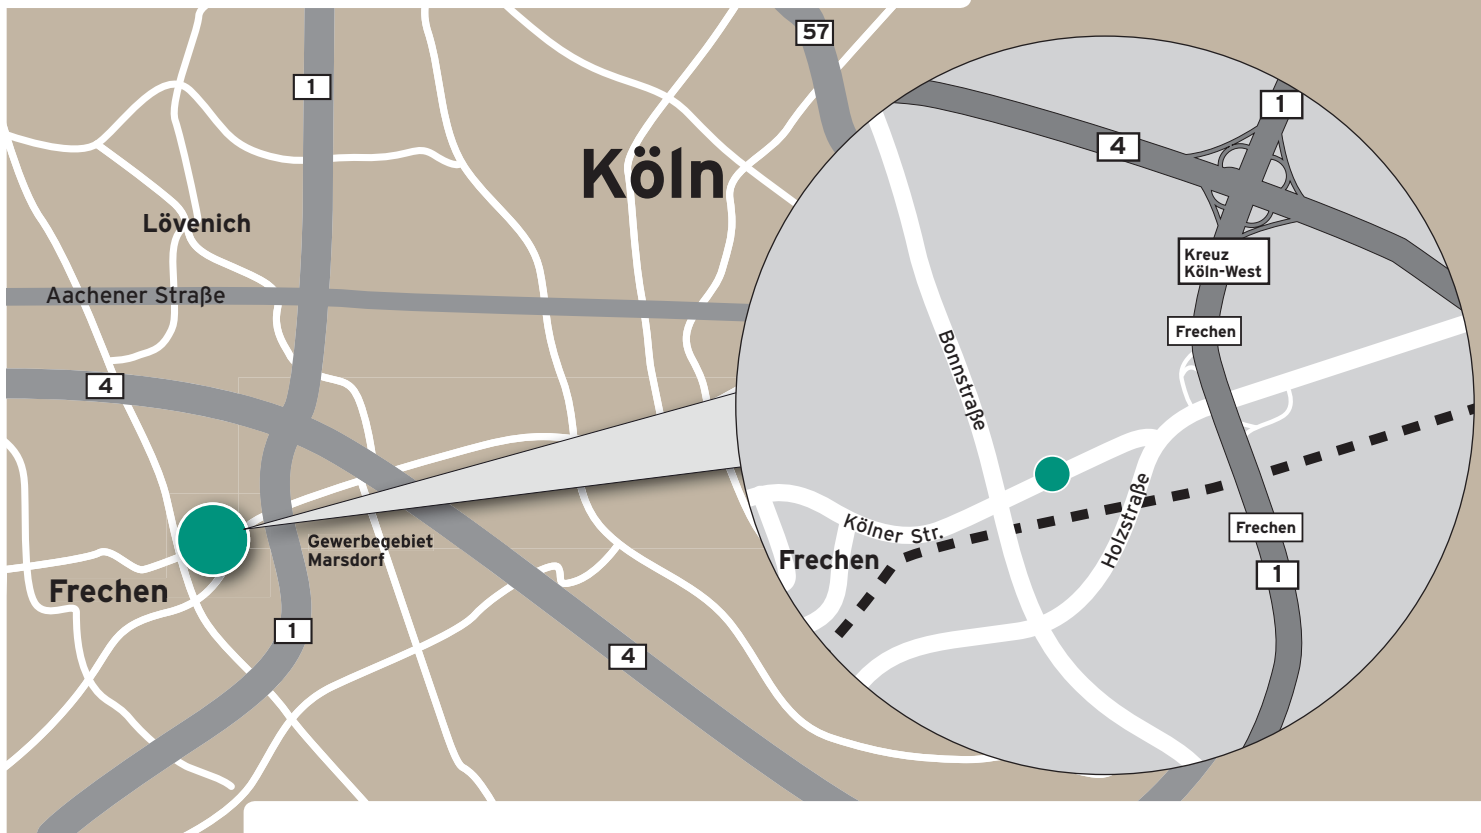 57
1
1
4
Köln
Lövenich
Kreuz
Köln-West
Aachener Straße
Frechen
Bonnstraße
4
Kölner Str.
Holzstraße
Frechen
Gewerbegebiet
Marsdorf
Frechen
Frechen
1
1
4